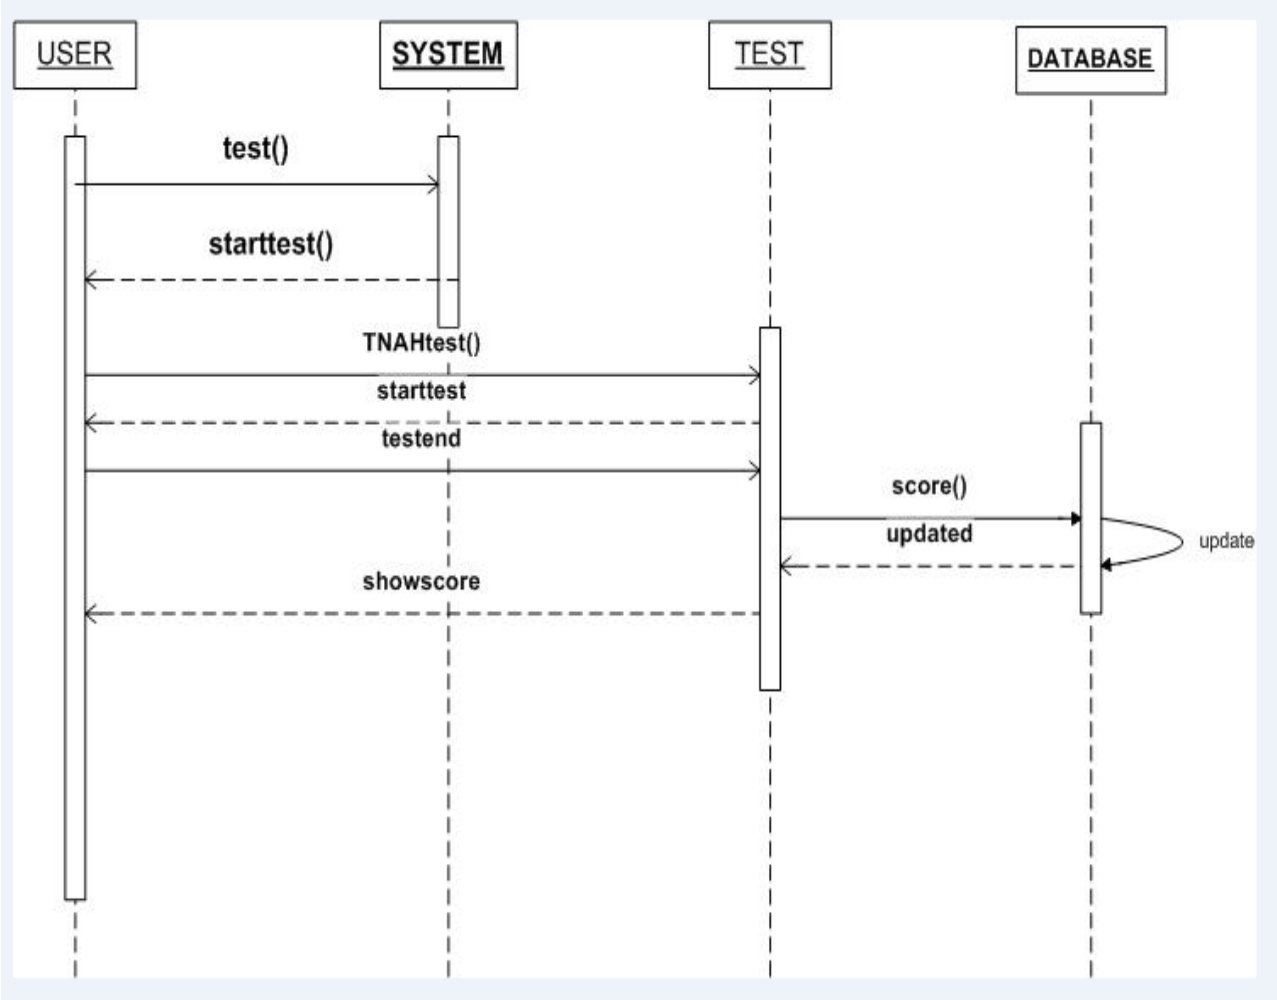 USER
SYSTEM
TEST
DATABASE
test()
starttest()
TNAHtest()
starttest
testend
score()
updated
update
showscore